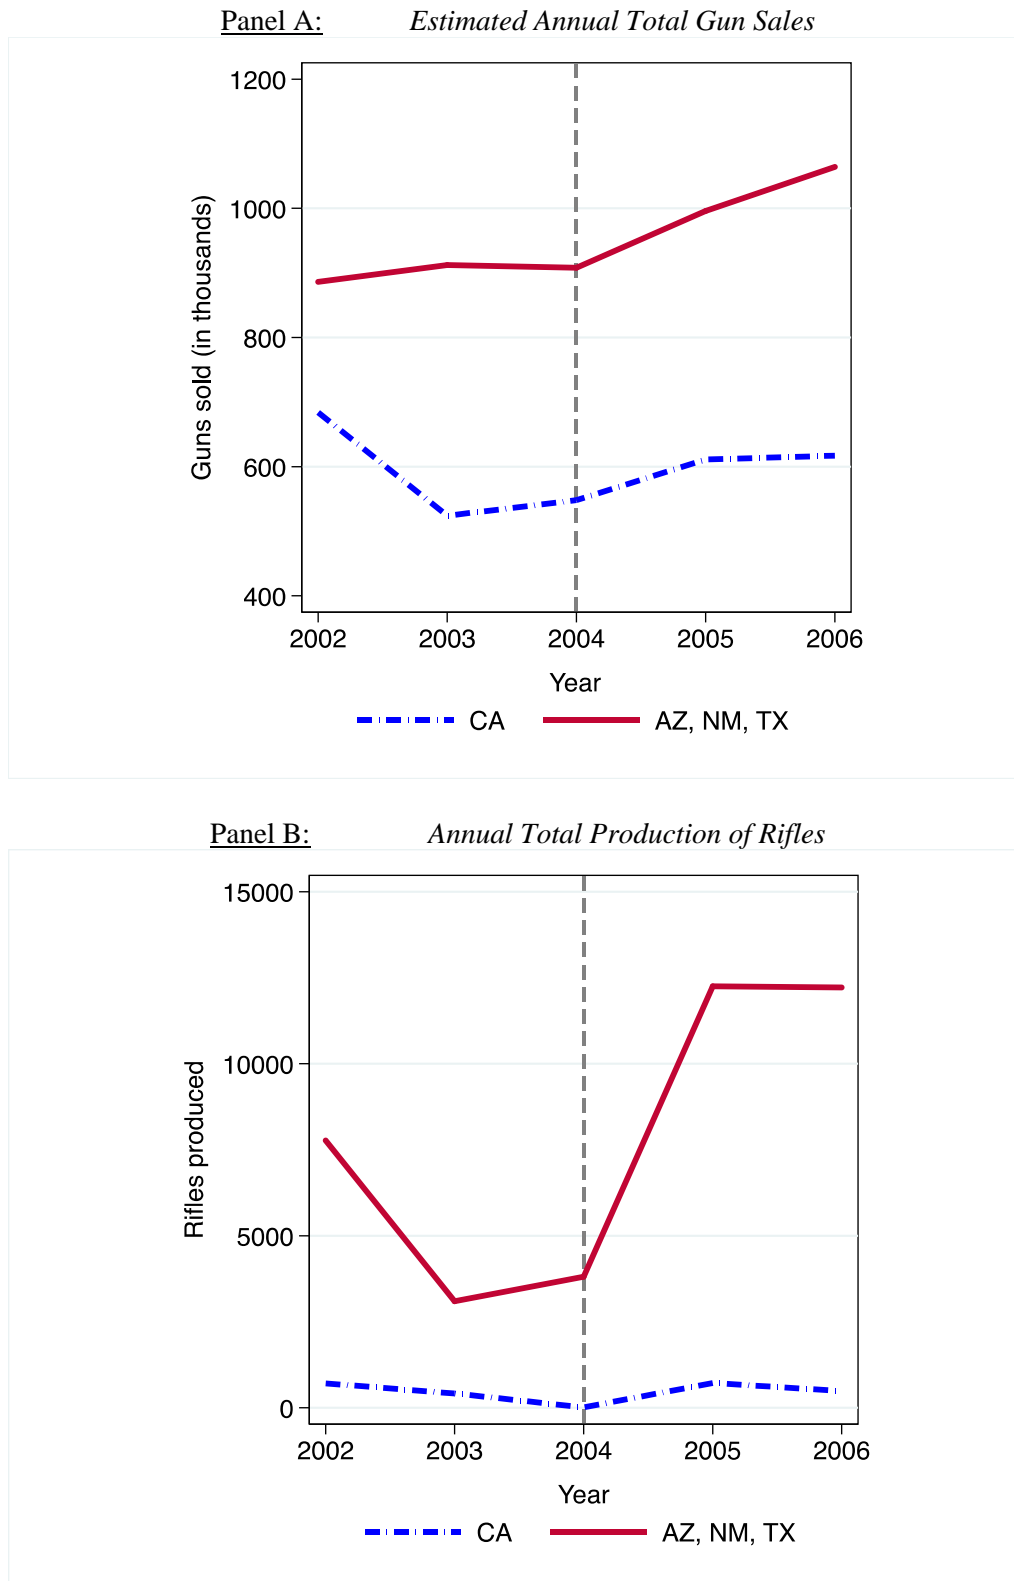 Panel A: Estimated Annual Total Gun Sales
1200
1000
800
600
400
Guns sold (in thousands)
2002 2003 2004 2005 2006
Year
CA AZ, NM, TX
Panel B: Annual Total Production of Rifles
15000
10000
5000
0
Rifles produced
2002 2003 2004 2005 2006
Year
CA AZ, NM, TX